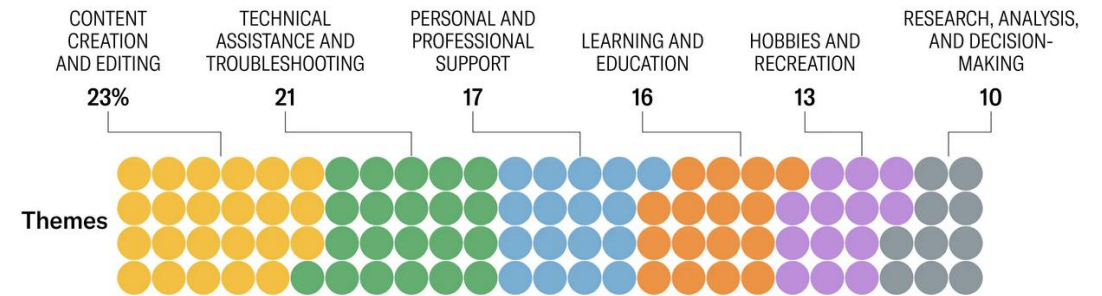 CONTENT
CREATION
AND EDITING
23%
TECHNICAL
ASSISTANCE AND
TROUBLESHOOTING
21
PERSONAL AND
PROFESSIONAL
SUPPORT
17
LEARNING AND
EDUCATION
16
HOBBIES AND
RECREATION
13
RESEARCH, ANALYSIS,
AND DECISION-
MAKING
10
Themes